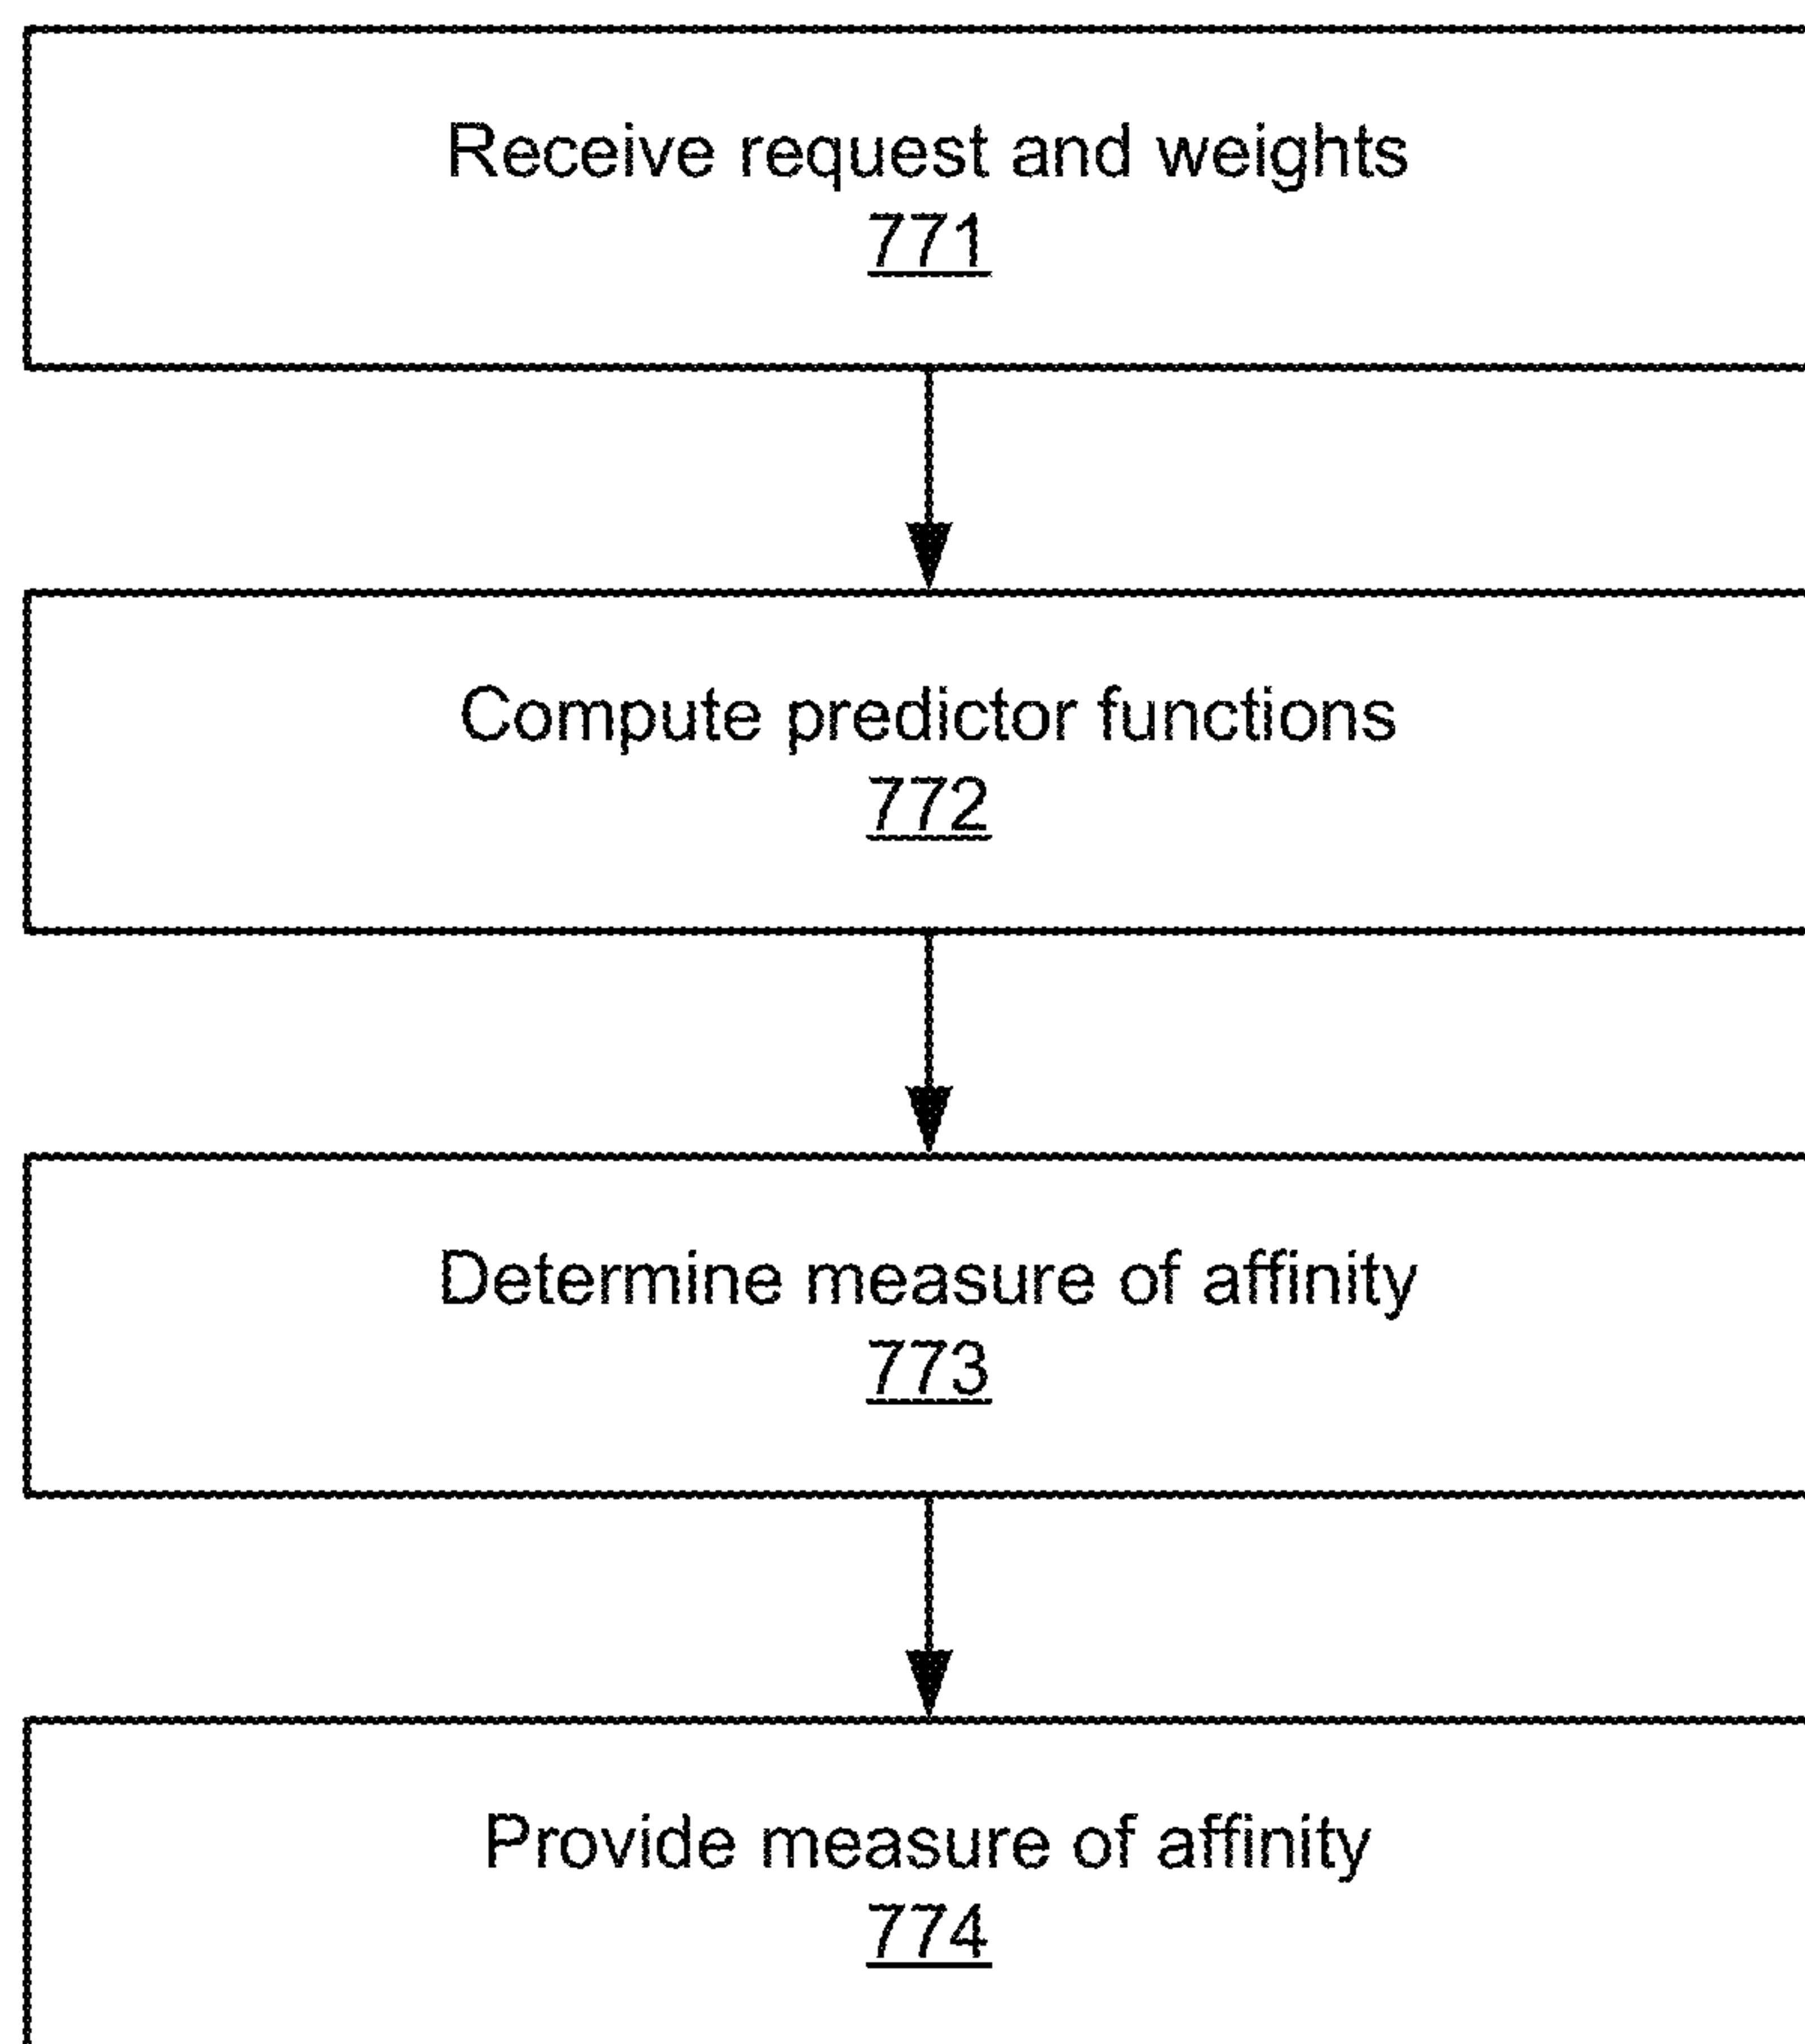 Receive request and weights
771
Compute predictor functions
772
Determine measure of affinity
773
Provide measure of affinity
774